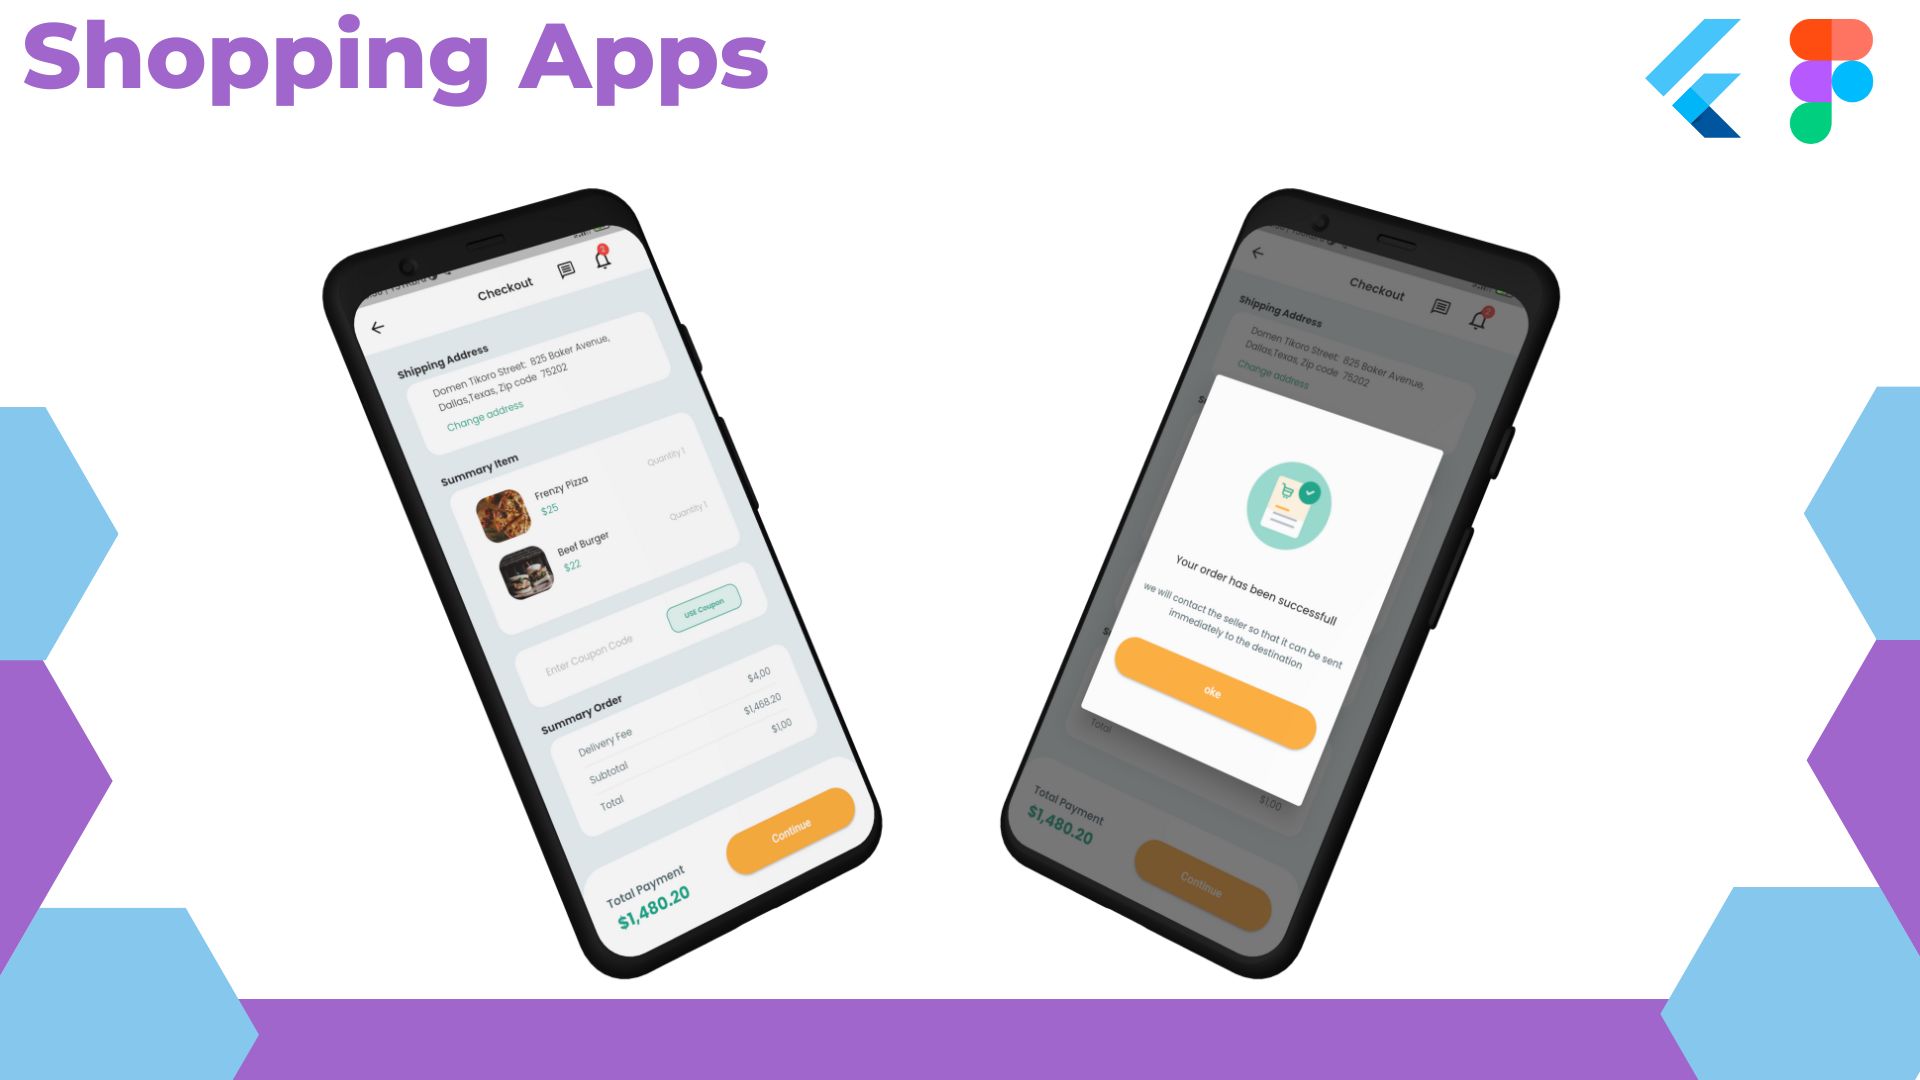 Shopping Apps
Checkout
2
Shipping Address
Domen Tikoro Street: 825 Baker Avenue,
Dallas,Texas, Zip code 75202
Change address
Summary Item
Frenzy Pizza
Quantity 1
$25
Beef Burger
Quantity 1
$22
Enter Coupon Code
USE Coupon
Summary Order
Delivery Fee
$4,00
Subtotal
$1,468.20
Total
$1,00
Total Payment
$1,480.20
Continue
Checkout
2
Shipping Address
Domen Tikoro Street: 825 Baker Avenue,
Dallas,Texas, Zip code 75202
Change address
Your order has been successfull
we will contact the seller so that it can be sent
immediately to the destination
oke
Total
$1,00
Total Payment
$1,480.20
Continue